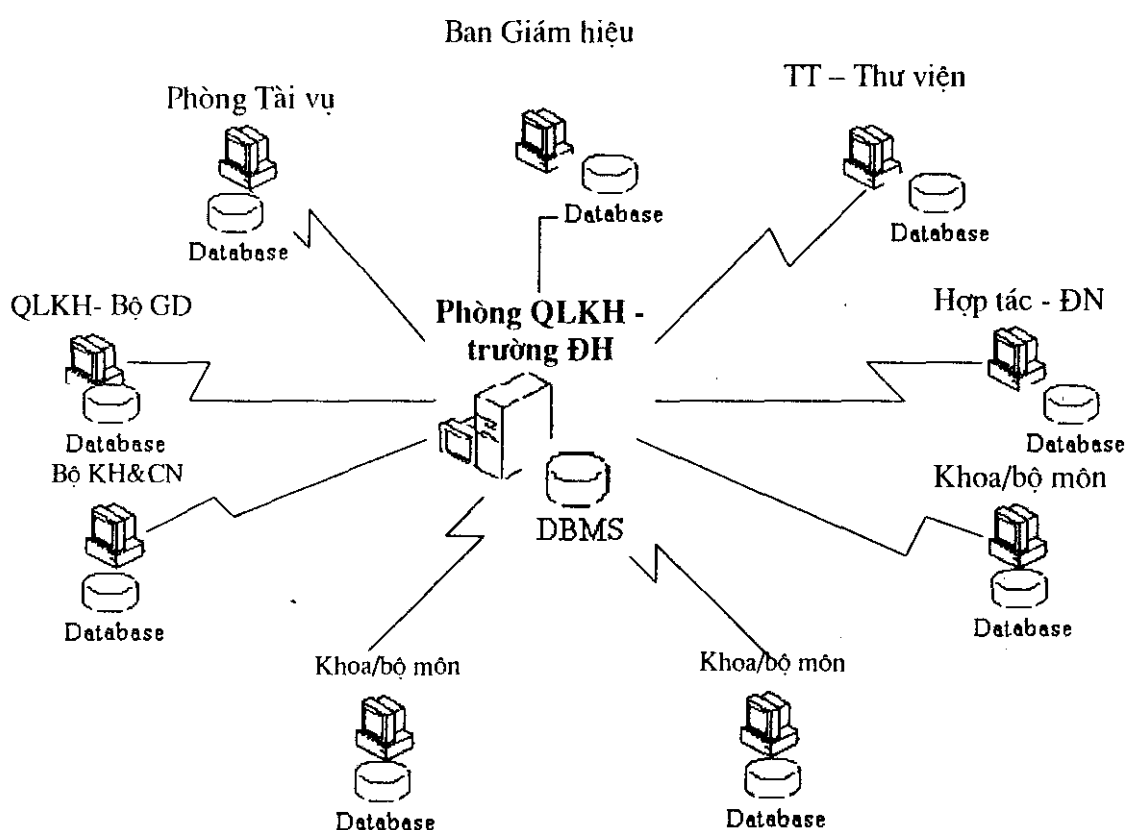 Ban Giám hiệu
TT – Thư viện
Phòng Tài vụ
Database
Database
Database
QLKH- Bộ GD
Phòng QLKH -
trường ĐH
Hợp tác - ĐN
Database
Database
Bộ KH&CN
Khoa/bộ môn
DBMS
Database
Database
Khoa/bộ môn
Khoa/bộ môn
Database
Database